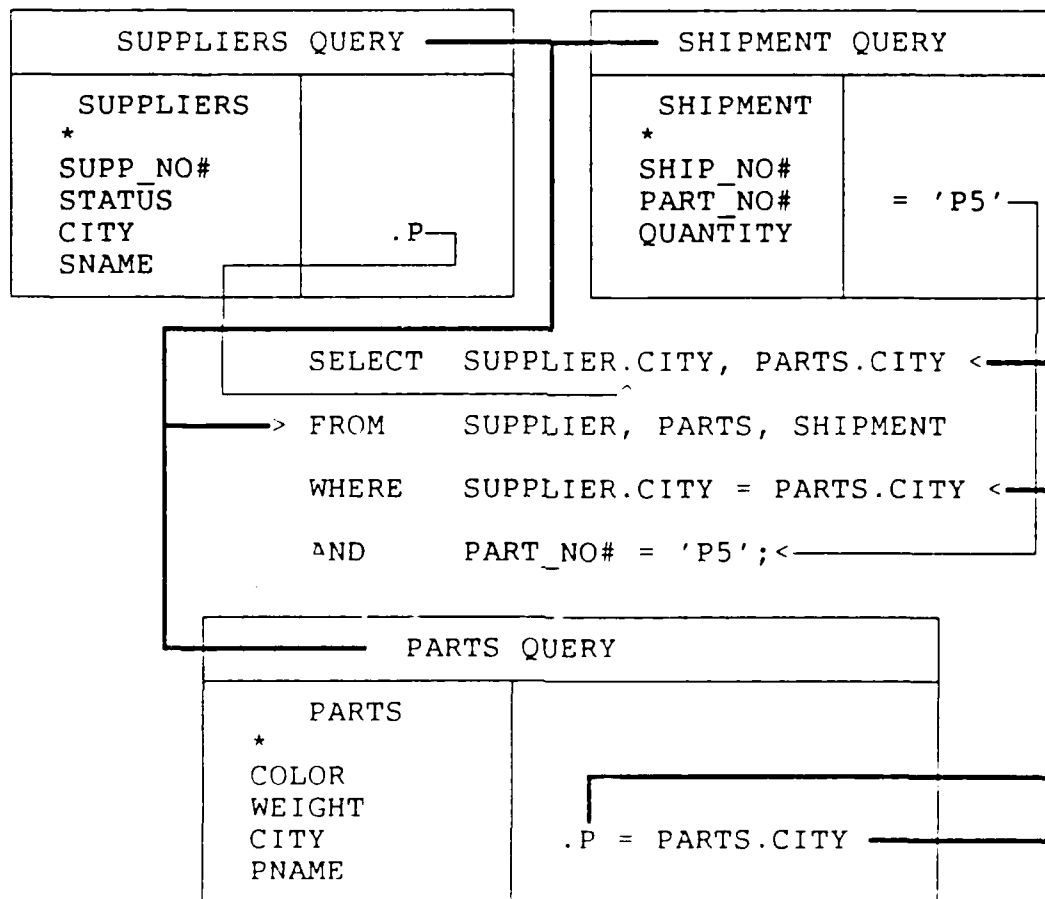 SUPPLIERS QUERY
SUPPLIERS
*
SUPP_NO#
STATUS
CITY .P
SNAME
SHIPMENT QUERY
SHIPMENT
*
SHIP_NO#
PART_NO# = 'P5'
QUANTITY
SELECT SUPPLIER.CITY, PARTS.CITY <
^
> FROM SUPPLIER, PARTS, SHIPMENT
WHERE SUPPLIER.CITY = PARTS.CITY <
AND PART_NO# = 'P5';<
PARTS QUERY
PARTS
*
COLOR
WEIGHT
CITY .P = PARTS.CITY
PNAME